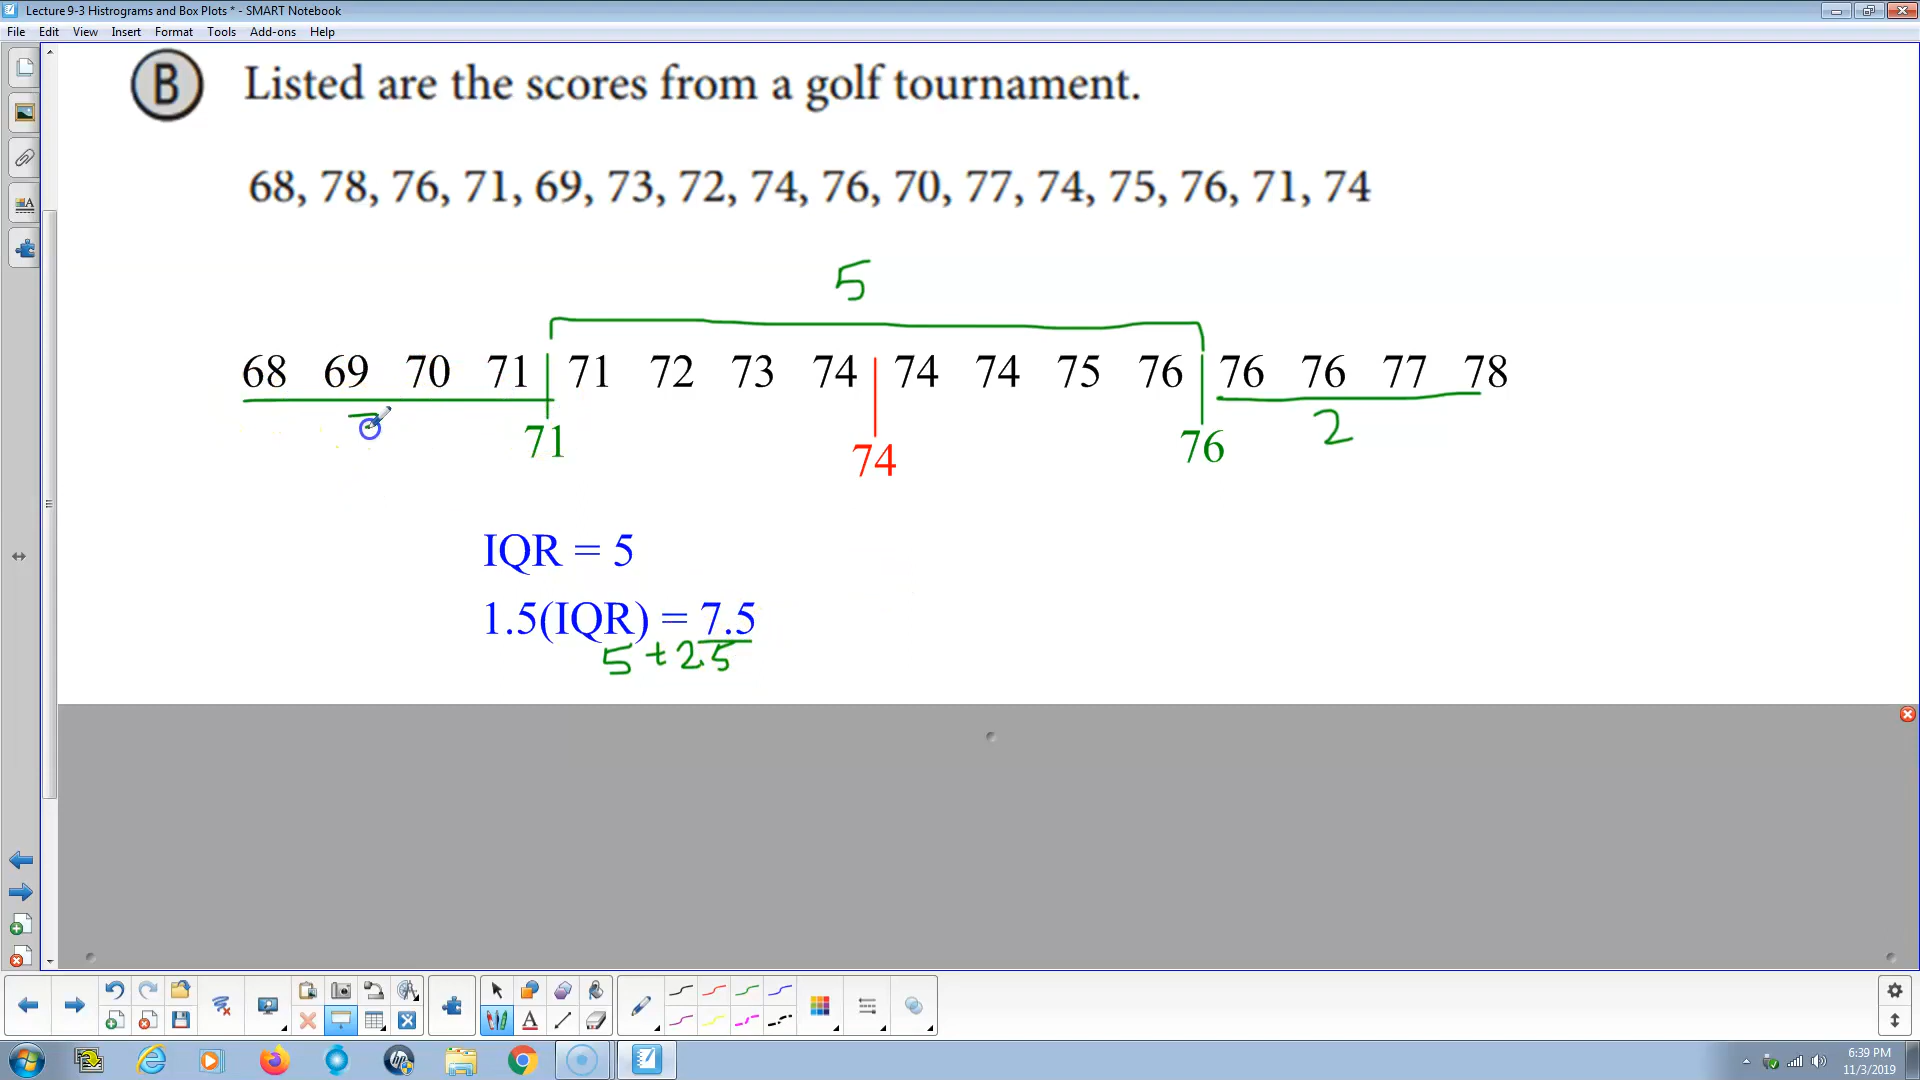 Lecture 9-3 Histrograms and Box Plots * - SMART Notebook
File Edit View Insert Format Tools Add-ons Help
B Listed are the scores from a golf tournament.
68, 78, 76, 71, 69, 73, 72, 74, 76, 70, 77, 74, 75, 76, 71, 74
5
68 69 70 71 71 72 73 74 74 74 75 76 76 76 77 78
2
71 74 76
IQR = 5
1.5(IQR) = 7.5
5 + 2.5
6:39 PM
11/3/2019